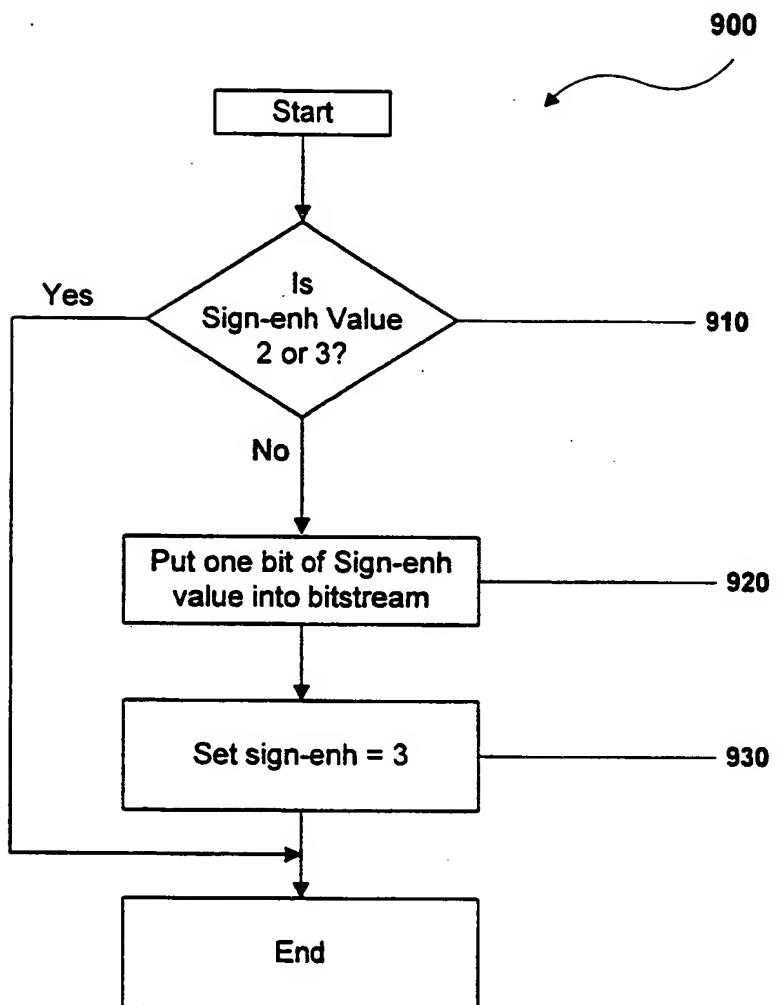 900
Start
Is
Sign-enh Value
2 or 3?
Yes
910
No
Put one bit of Sign-enh
value into bitstream
920
Set sign-enh = 3
930
End